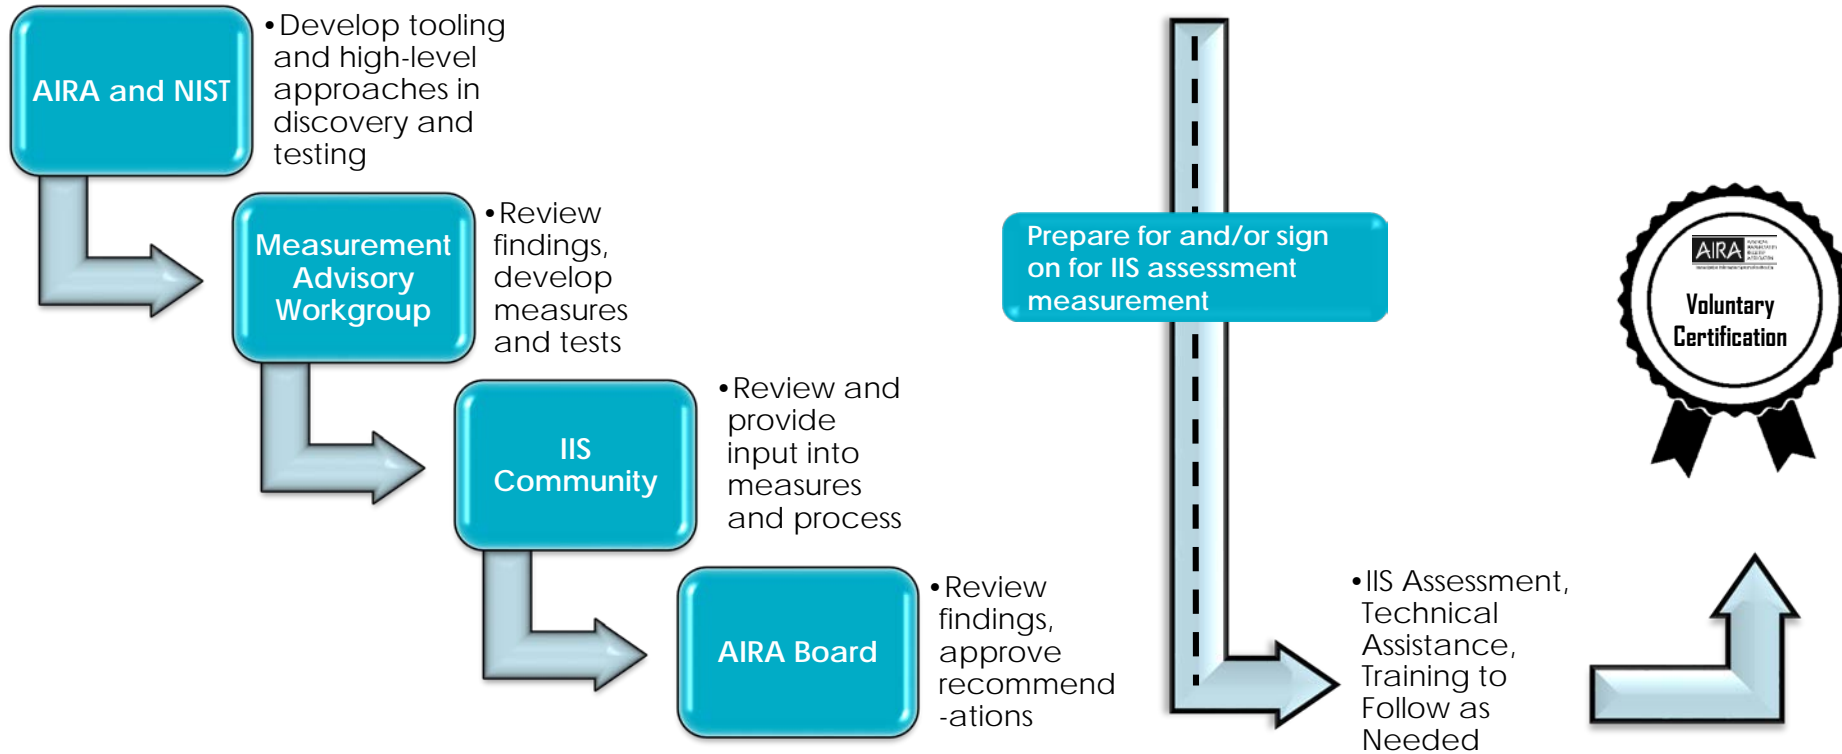 AIRA and NIST
•Develop tooling
and high-level
approaches in
discovery and
testing
Measurement
Advisory
Workgroup
•Review
findings,
develop
measures
and tests
IIS
Community
•Review and
provide
input into
measures
and process
AIRA Board
•Review
findings,
approve
recommend
-ations
Prepare for and/or sign
on for IIS assessment
measurement
•IIS Assessment,
Technical
Assistance,
Training to
Follow as
Needed
AIRA
Voluntary
Certification